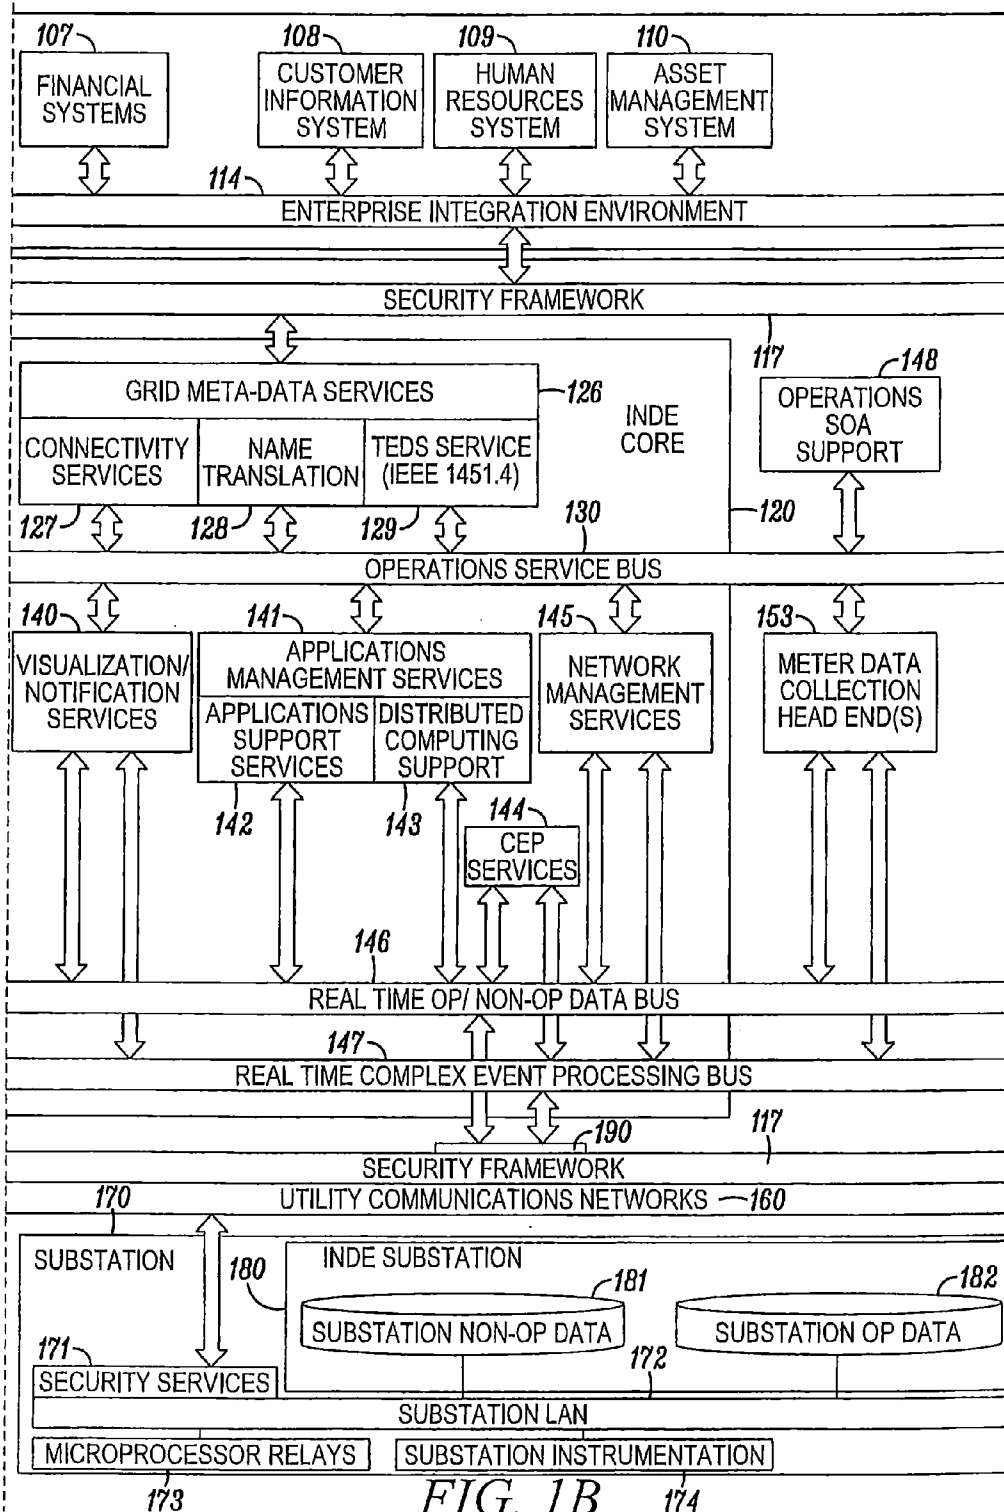 107
108
109
110
FINANCIAL
SYSTEMS
CUSTOMER
INFORMATION
SYSTEM
HUMAN
RESOURCES
SYSTEM
ASSET
MANAGEMENT
SYSTEM
114
ENTERPRISE INTEGRATION ENVIRONMENT
SECURITY FRAMEWORK
117
GRID META-DATA SERVICES
126
CONNECTIVITY
SERVICES
NAME
TRANSLATION
TEDS SERVICE
(IEEE 1451.4)
127
128
129
INDE
CORE
120
148
OPERATIONS
SOA
SUPPORT
130
OPERATIONS SERVICE BUS
140
VISUALIZATION/
NOTIFICATION
SERVICES
141
APPLICATIONS
MANAGEMENT SERVICES
APPLICATIONS
SUPPORT
SERVICES
DISTRIBUTED
COMPUTING
SUPPORT
142
143
145
NETWORK
MANAGEMENT
SERVICES
153
METER DATA
COLLECTION
HEAD END(S)
144
CEP
SERVICES
146
REAL TIME OP/ NON-OP DATA BUS
147
REAL TIME COMPLEX EVENT PROCESSING BUS
190
117
SECURITY FRAMEWORK
UTILITY COMMUNICATIONS NETWORKS
160
170
SUBSTATION
180
INDE SUBSTATION
181
SUBSTATION NON-OP DATA
182
SUBSTATION OP DATA
171
SECURITY SERVICES
172
SUBSTATION LAN
MICROPROCESSOR RELAYS
SUBSTATION INSTRUMENTATION
173
FIG. 1B
174